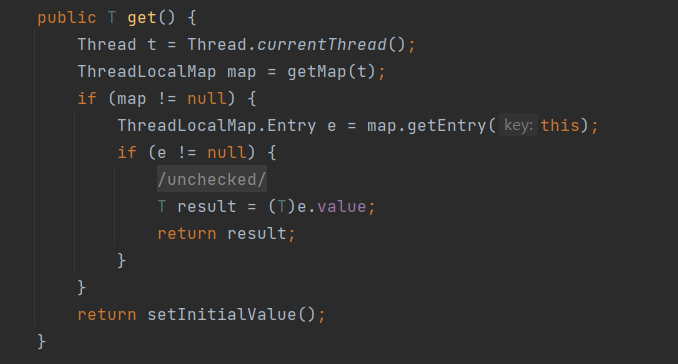 public T get() {
Thread t = Thread.currentThread();
ThreadLocalMap map = getMap(t);
if (map != null) {
ThreadLocalMap.Entry e = map.getEntry( key: this);
if (e != null) {
/unchecked/
T result = (T)e.value;
return result;
}
}
return setInitialValue();
}